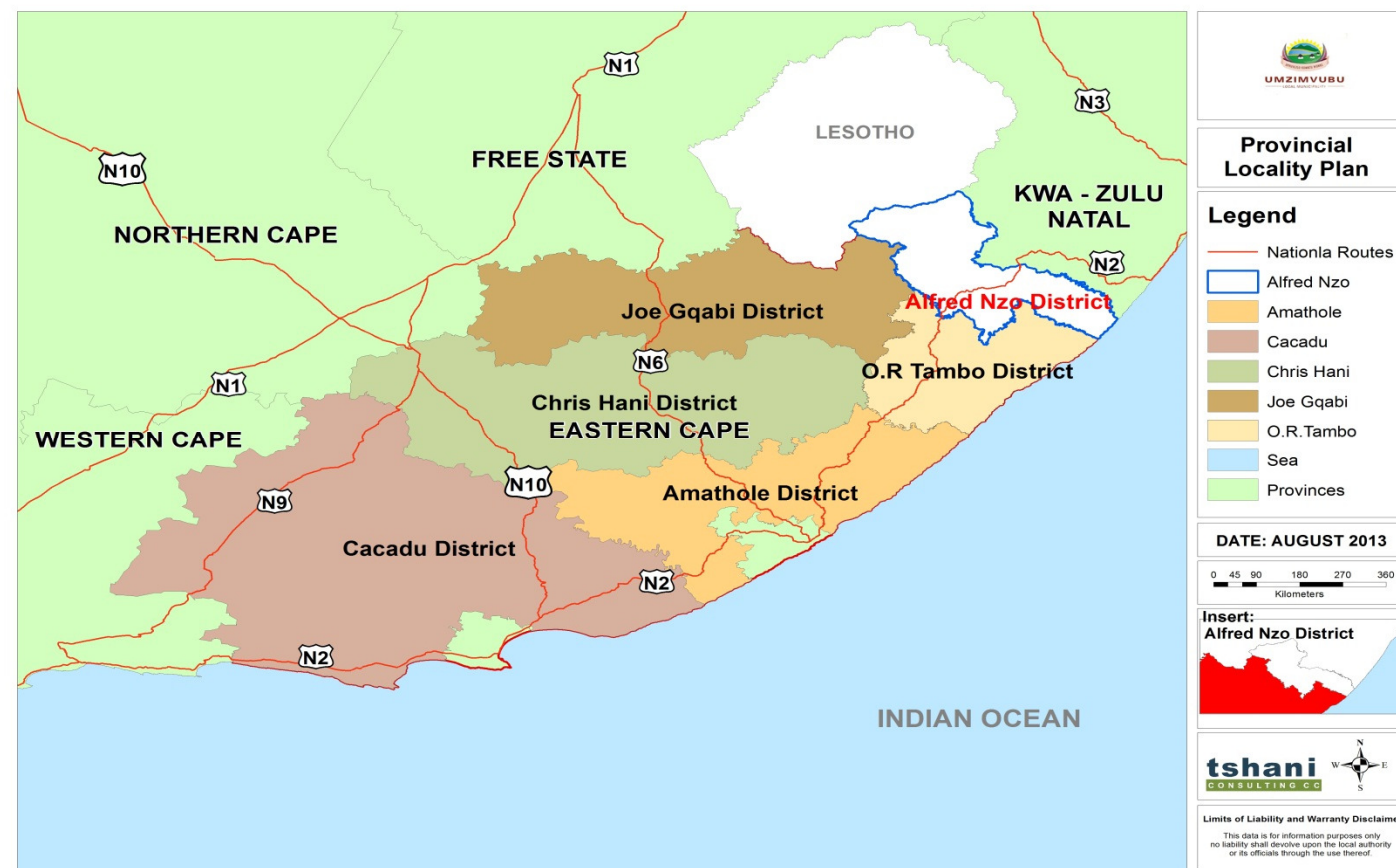 N1
N3
LESOTHO
FREE STATE
N10
KWA - ZULU
NATAL
NORTHERN CAPE
N2
Alfred Nzo District
Joe Gqabi District
N6
O.R Tambo District
N1
Chris Hani District
EASTERN CAPE
WESTERN CAPE
N10
Amathole District
N9
Cacadu District
N2
N2
INDIAN OCEAN
UMZIMVUBU
LOCAL MUNICIPALITY
Provincial
Locality Plan
Legend
Nationla Routes
Alfred Nzo
Amathole
Cacadu
Chris Hani
Joe Gqabi
O.R.Tambo
Sea
Provinces
DATE: AUGUST 2013
0 45 90 180 270 360
Kilometers
Insert:
Alfred Nzo District
tshani
CONSULTING CC
N
W E
S
Limits of Liability and Warranty Disclaime
This data is for information purposes only
no liability shall devolve upon the local authority
or its officials through the use thereof.